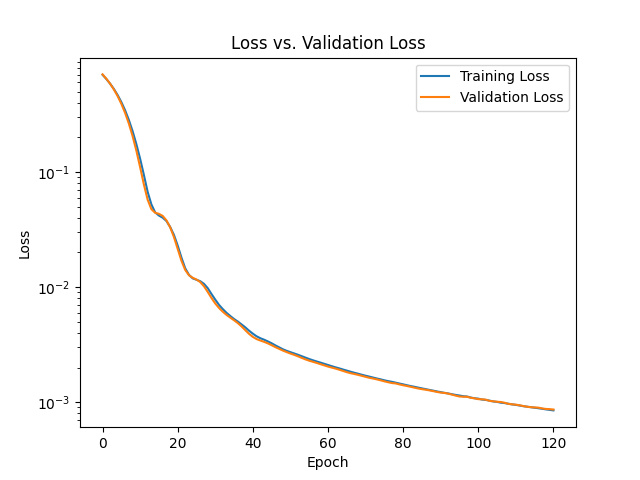 Loss vs. Validation Loss
Training Loss
Validation Loss
10⁻¹
10⁻²
10⁻³
Loss
0 20 40 60 80 100 120
Epoch